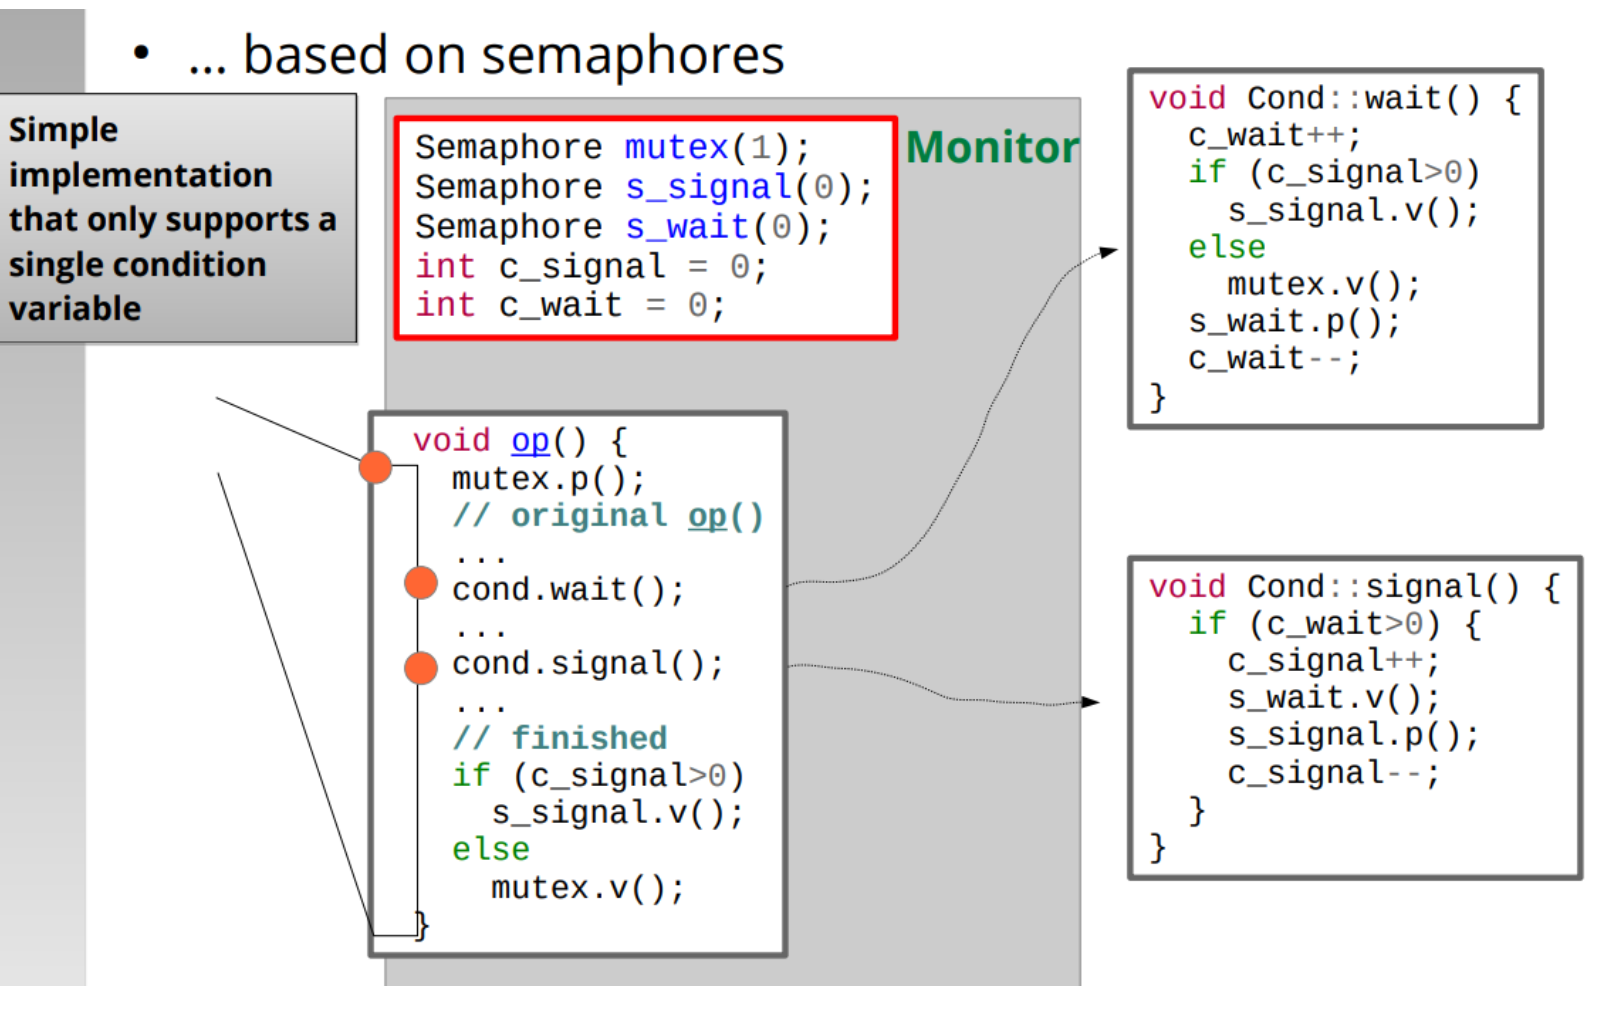 • ... based on semaphores
Simple
implementation
that only supports a
single condition
variable
Semaphore mutex(1);
Semaphore s_signal(0);
Semaphore s_wait(0);
int c_signal = 0;
int c_wait = 0;
Monitor
void op() {
mutex.p();
// original op()
...
cond.wait();
...
cond.signal();
...
// finished
if (c_signal>0)
s_signal.v();
else
mutex.v();
}
void Cond::wait() {
c_wait++;
if (c_signal>0)
s_signal.v();
else
mutex.v();
s_wait.p();
c_wait--;
}
void Cond::signal() {
if (c_wait>0) {
c_signal++;
s_wait.v();
s_signal.p();
c_signal--;
}
}